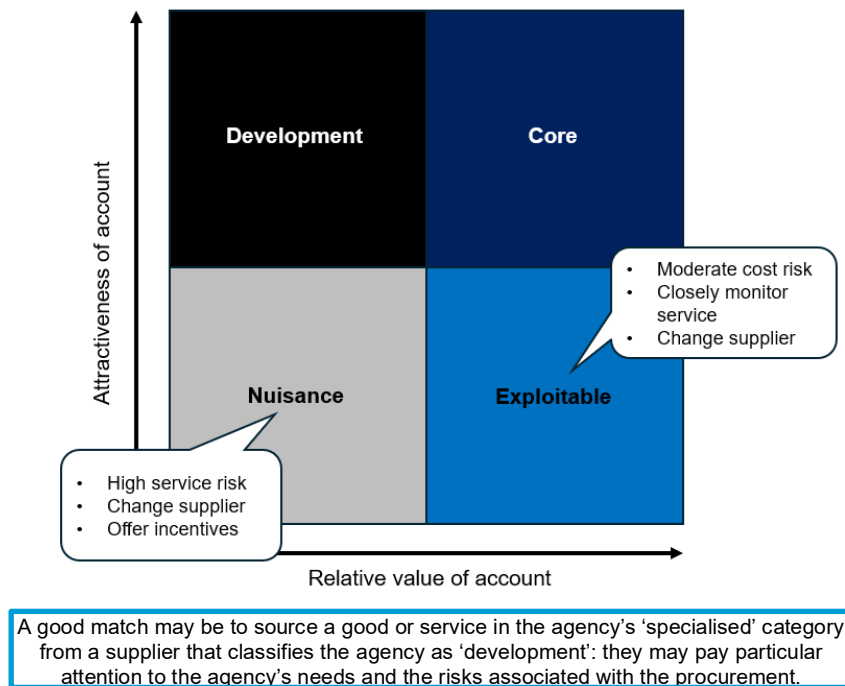 Attractiveness of account
Development
Core
• Moderate cost risk
• Closely monitor
service
• Change supplier
Nuisance
Exploitable
• High service risk
• Change supplier
• Offer incentives
Relative value of account
A good match may be to source a good or service in the agency’s ‘specialised’ category
from a supplier that classifies the agency as ‘development’: they may pay particular
attention to the agency’s needs and the risks associated with the procurement.